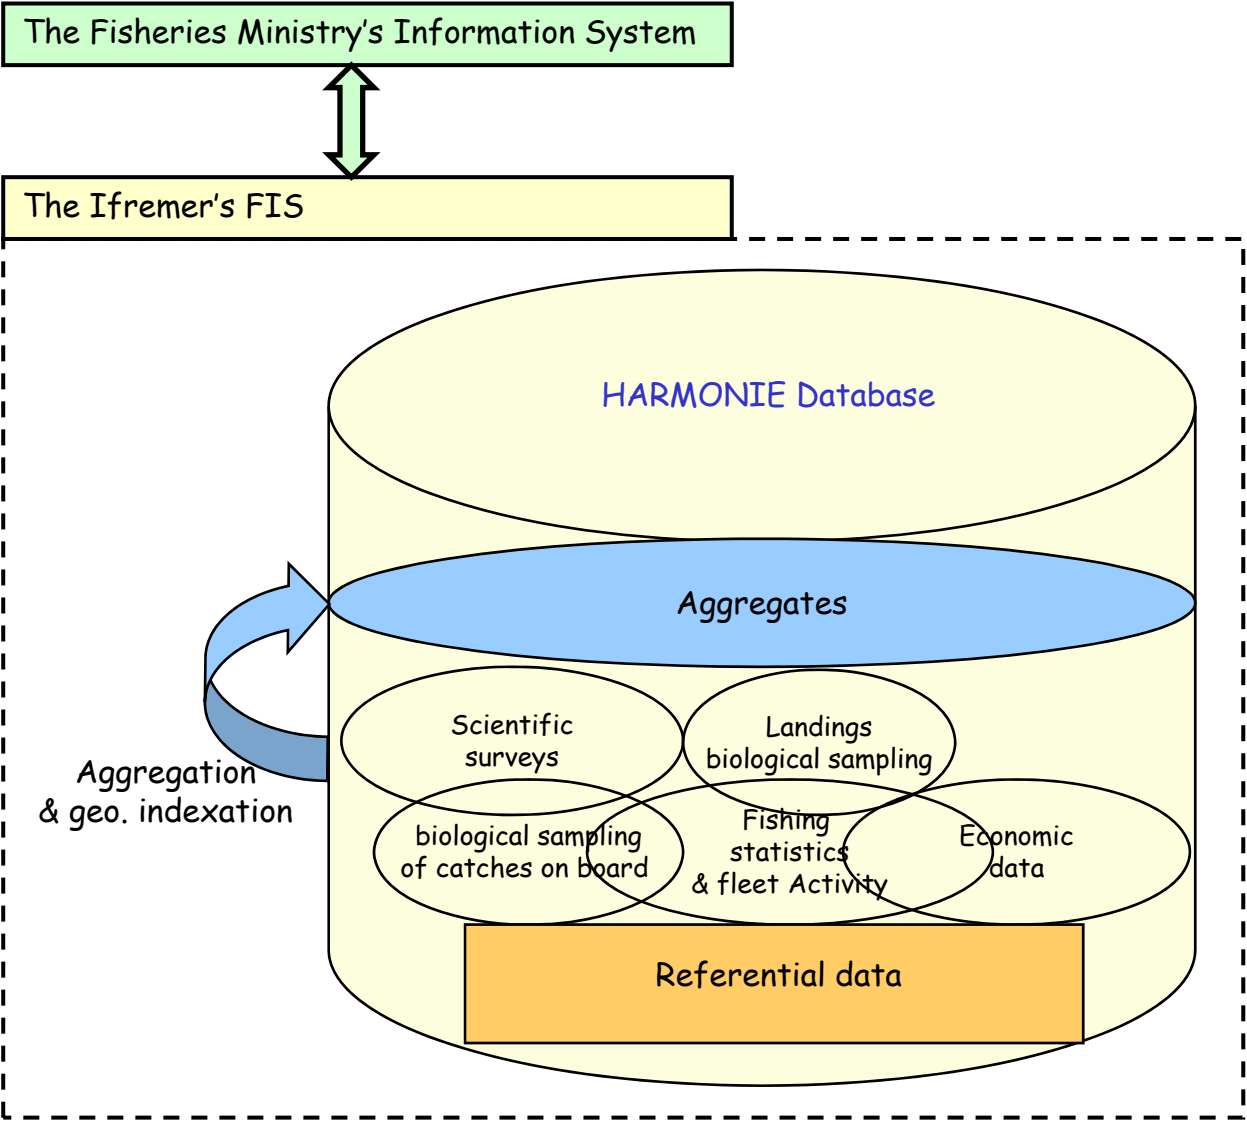 The Fisheries Ministry’s Information System
The Ifremer’s FIS
HARMONIE Database
Aggregates
Scientific
surveys
Landings
biological sampling
Aggregation
& geo. indexation
biological sampling
of catches on board
Fishing
statistics
& fleet Activity
Economic
data
Referential data